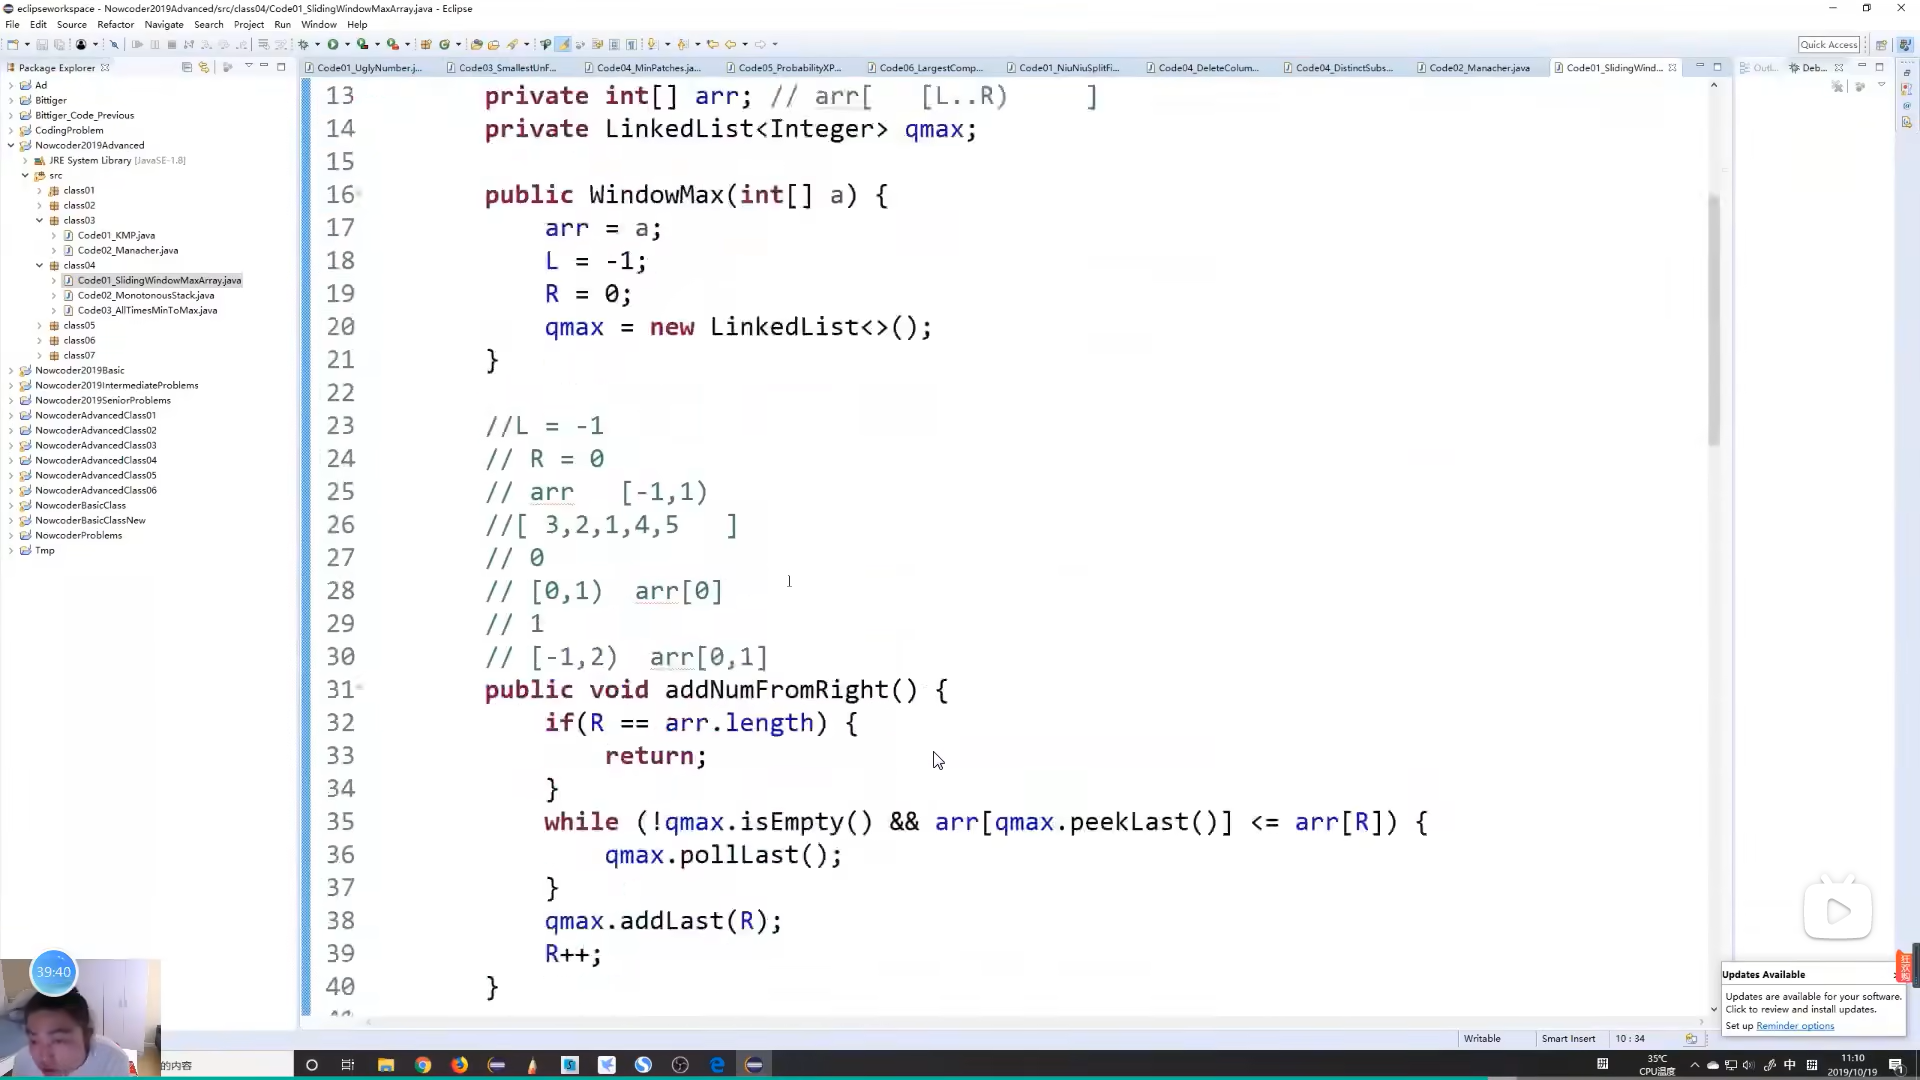 eclipseworkspace - Nowcoder2019Advanced/src/class04/Code01_SlidingWindowMaxArray.java - Eclipse
File Edit Source Refactor Navigate Search Project Run Window Help
Quick Access
Package Explorer
Code01_UglyNumber.j... Code03_SmallestUnF... Code04_MinPatches.ja... Code05_ProbabilityXP... Code06_LargestComp... Code01_NiuNiuSplitFi... Code04_DeleteColum... Code04_DistinctSubs... Code02_Manacher.java Code01_SlidingWind... Outl... Deb...
Ad
Bittiger
Bittiger_Code_Previous
CodingProblem
Nowcoder2019Advanced
JRE System Library [JavaSE-1.8]
src
class01
class02
class03
Code01_KMP.java
Code02_Manacher.java
class04
Code01_SlidingWindowMaxArray.java
Code02_MonotonousStack.java
Code03_AllTimesMinToMax.java
class05
class06
class07
Nowcoder2019Basic
Nowcoder2019IntermediateProblems
Nowcoder2019SeniorProblems
NowcoderAdvancedClass01
NowcoderAdvancedClass02
NowcoderAdvancedClass03
NowcoderAdvancedClass04
NowcoderAdvancedClass05
NowcoderAdvancedClass06
NowcoderBasicClass
NowcoderBasicClassNew
NowcoderProblems
Tmp
13 private int[] arr; // arr[ [L..R) ]
14 private LinkedList<Integer> qmax;
15
16 public WindowMax(int[] a) {
17 arr = a;
18 L = -1;
19 R = 0;
20 qmax = new LinkedList<>();
21 }
22
23 //L = -1
24 // R = 0
25 // arr [-1,1)
26 //[ 3,2,1,4,5 ]
27 // 0
28 // [0,1) arr[0]
29 // 1
30 // [-1,2) arr[0,1]
31 public void addNumFromRight() {
32 if(R == arr.length) {
33 return;
34 }
35 while (!qmax.isEmpty() && arr[qmax.peekLast()] <= arr[R]) {
36 qmax.pollLast();
37 }
38 qmax.addLast(R);
39 R++;
40 }
39:40
Updates Available
Updates are available for your software.
Click to review and install updates.
Set up Reminder options
Writable Smart Insert 10 : 34
的内容
35℃
CPU温度
中
11:10
2019/10/19